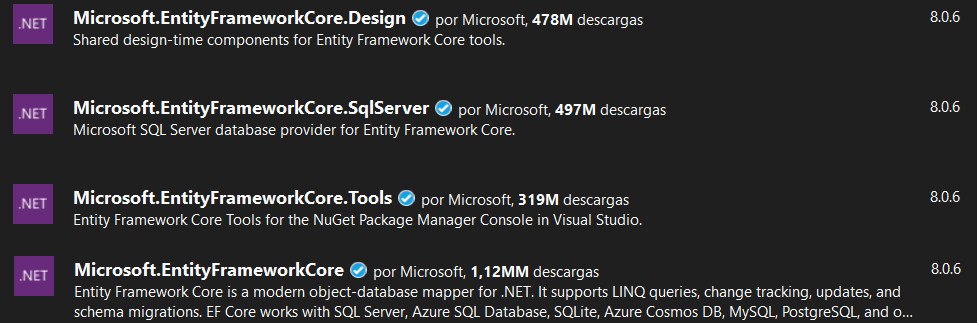 .NET Microsoft.EntityFrameworkCore.Design por Microsoft, 478M descargas 8.0.6
Shared design-time components for Entity Framework Core tools.
.NET Microsoft.EntityFrameworkCore.SqlServer por Microsoft, 497M descargas 8.0.6
Microsoft SQL Server database provider for Entity Framework Core.
.NET Microsoft.EntityFrameworkCore.Tools por Microsoft, 319M descargas 8.0.6
Entity Framework Core Tools for the NuGet Package Manager Console in Visual Studio.
.NET Microsoft.EntityFrameworkCore por Microsoft, 1,12MM descargas 8.0.6
Entity Framework Core is a modern object-database mapper for .NET. It supports LINQ queries, change tracking, updates, and
schema migrations. EF Core works with SQL Server, Azure SQL Database, SQLite, Azure Cosmos DB, MySQL, PostgreSQL, and o...